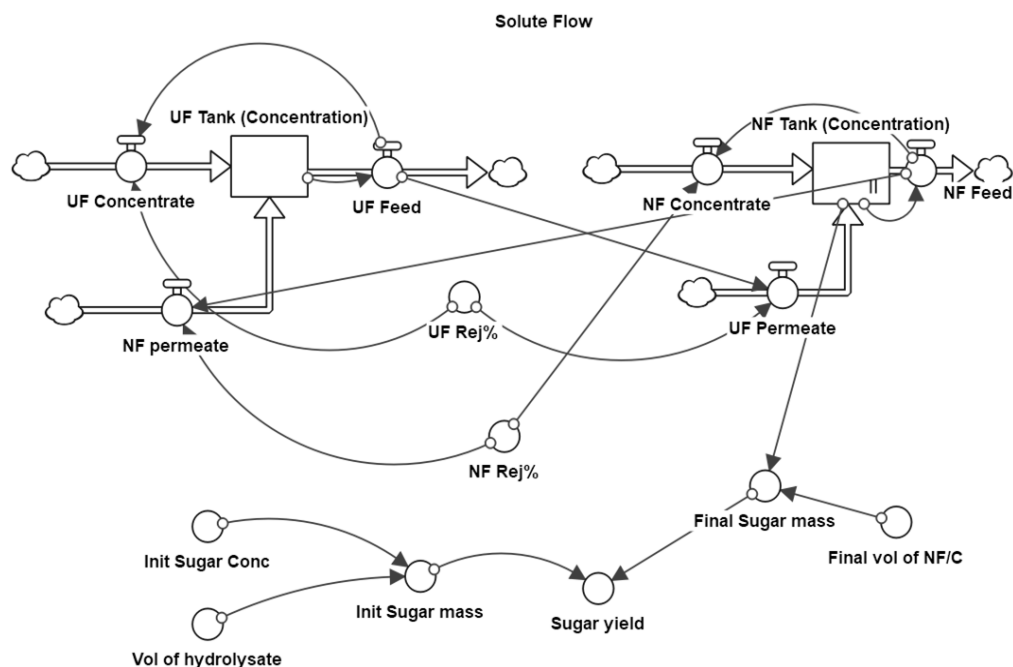 Solute Flow
UF Tank (Concentration)
NF Tank (Concentration)
UF Concentrate
UF Feed
NF Concentrate
NF Feed
NF permeate
UF Rej%
UF Permeate
NF Rej%
Final Sugar mass
Init Sugar Conc
Final vol of NF/C
Init Sugar mass
Sugar yield
Vol of hydrolysate